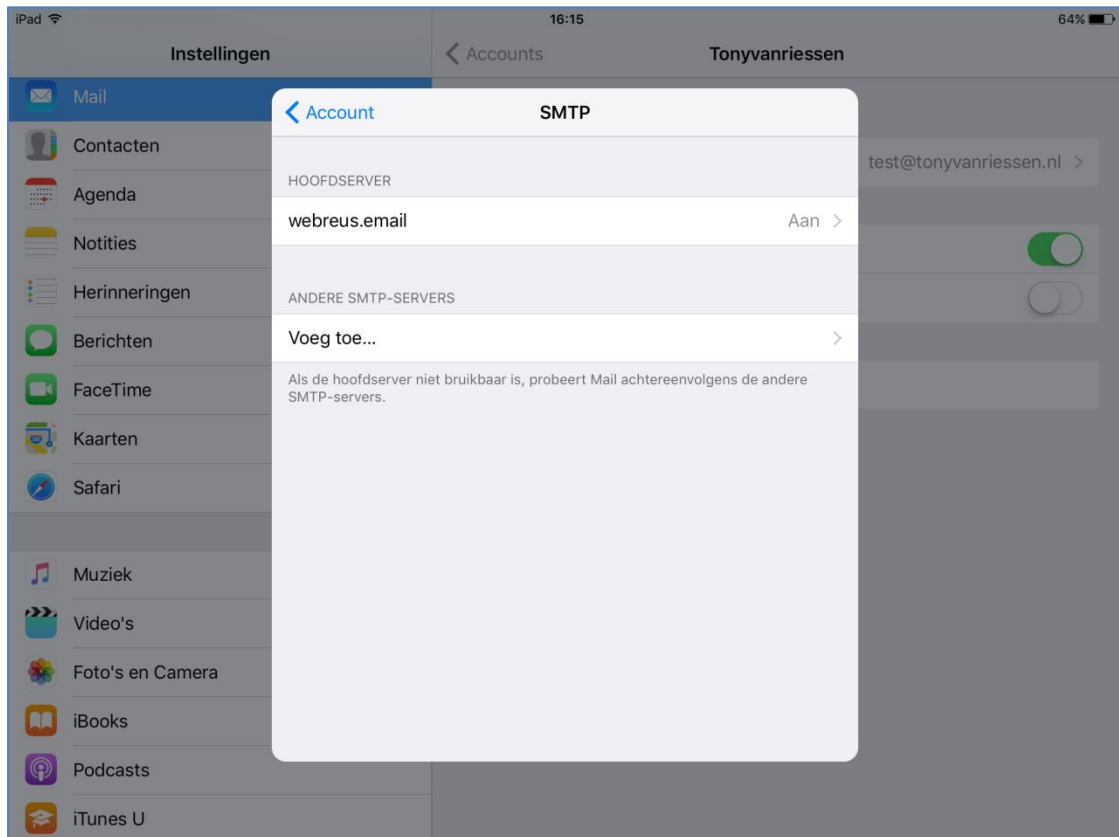 iPad 16:15 64%
Instellingen
Accounts Tonyvanriessen
Mail
Contacten
Agenda
Notities
Herinneringen
Berichten
FaceTime
Kaarten
Safari
Muziek
Video's
Foto's en Camera
iBooks
Podcasts
iTunes U
Account SMTP
HOOFDSERVER
webreus.email Aan
ANDERE SMTP-SERVERS
Voeg toe...
Als de hoofdserver niet bruikbaar is, probeert Mail achtereenvolgens de andere
SMTP-servers.
test@tonyvanriessen.nl